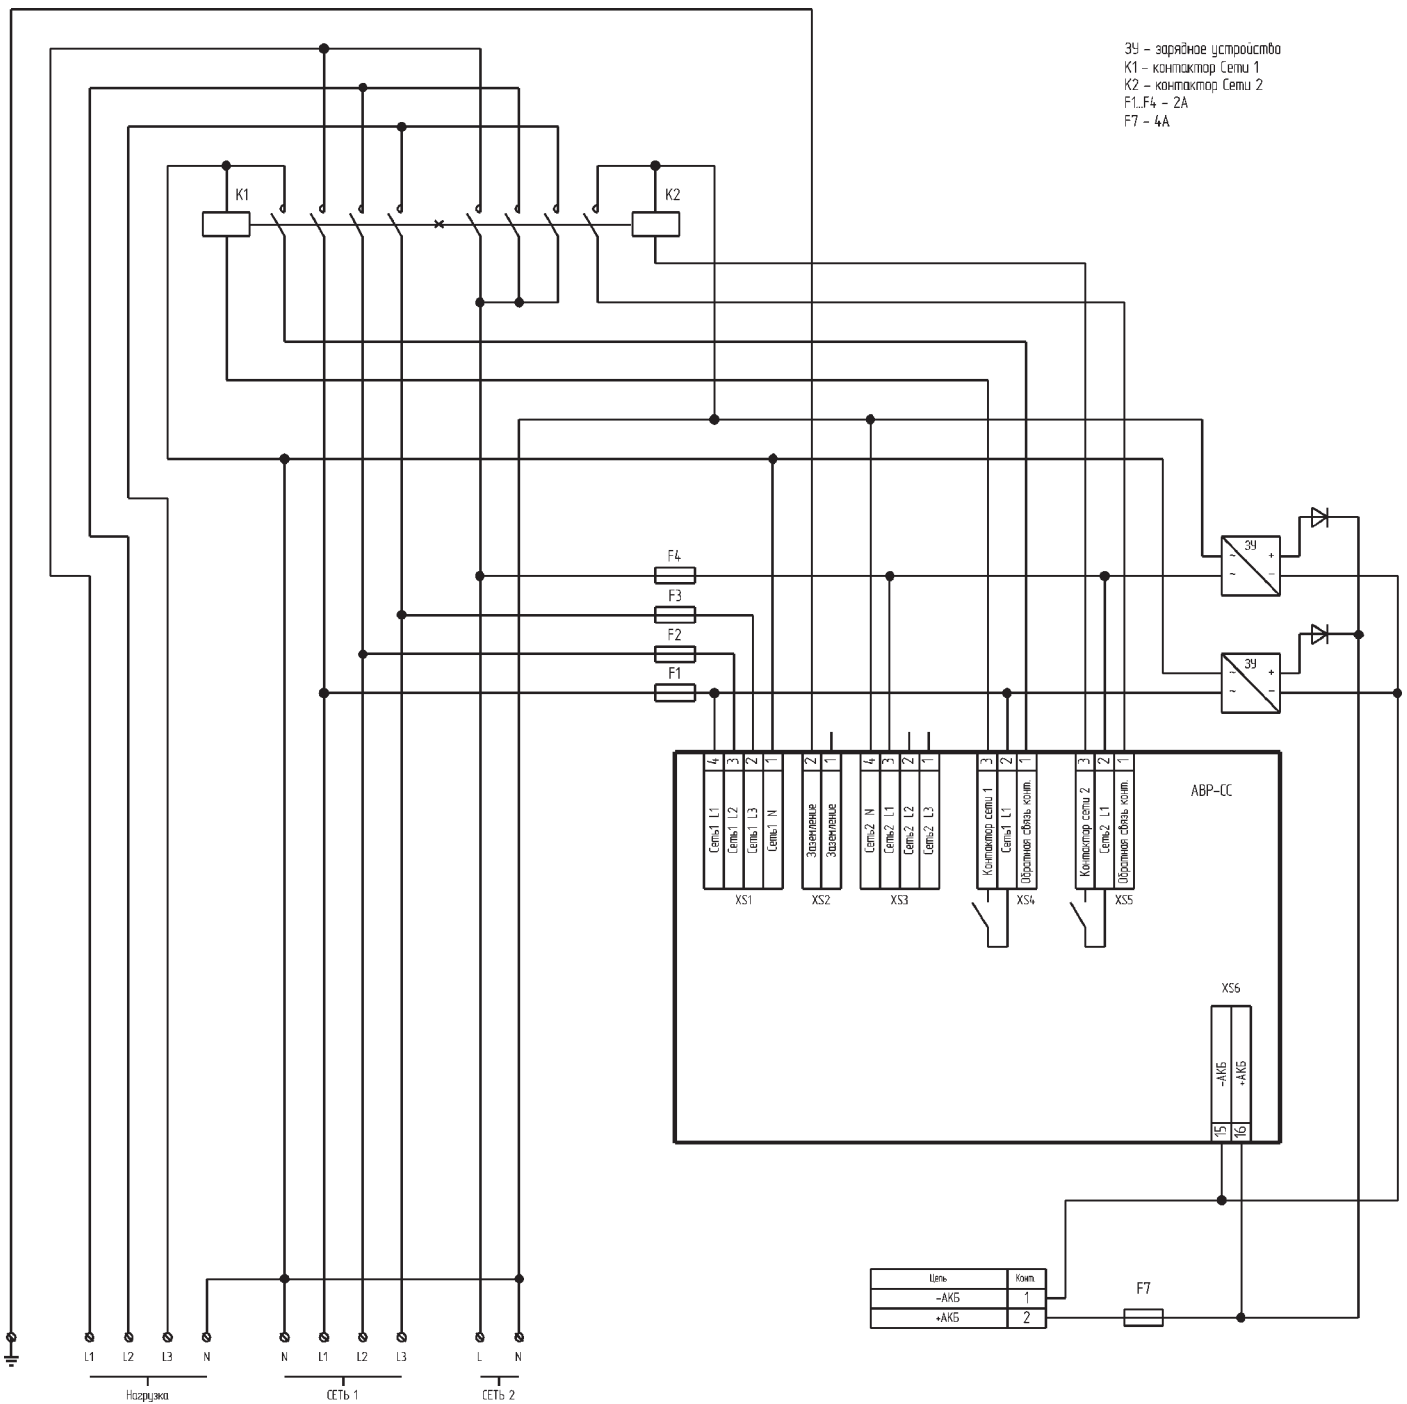 ЗУ – зарядное устройство
К1 – контактор Сети 1
К2 – контактор Сети 2
F1...F4 – 2А
F7 – 4А
К1
К2
F4
F3
F2
F1
ЗУ
~ +
~ –
ЗУ
~ +
~ –
АВР-СС
4 Сеть1 L1
3 Сеть1 L2
2 Сеть1 L3
1 Сеть1 N
XS1
2 Заземление
1 Заземление
XS2
4 Сеть2 N
3 Сеть2 L1
2 Сеть2 L2
1 Сеть2 L3
XS3
3 Контактор сети 1
2 Сеть1 L1
1 Обратная связь конт.
XS4
3 Контактор сети 2
2 Сеть2 L1
1 Обратная связь конт.
XS5
XS6
–АКБ 15
+АКБ 16
Цепь Конт.
–АКБ 1
+АКБ 2
F7
L1 L2 L3 N
Нагрузка
N L1 L2 L3
СЕТЬ 1
L N
СЕТЬ 2